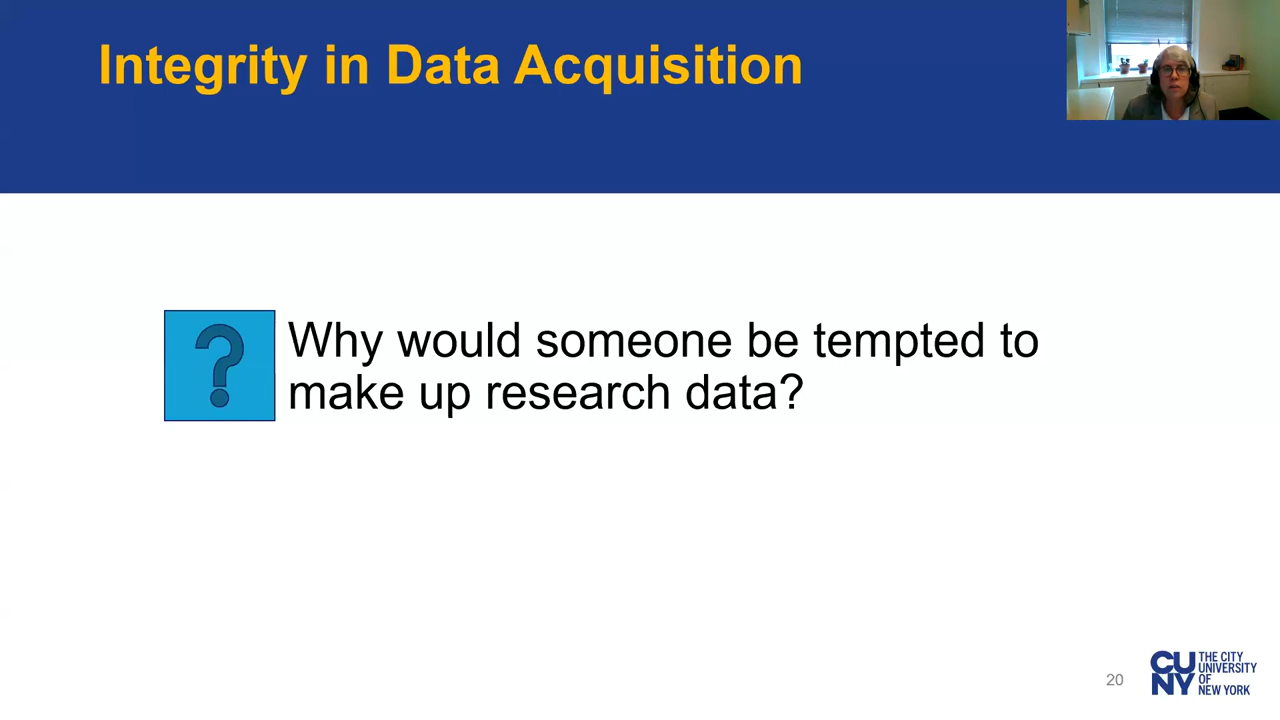 Integrity in Data Acquisition
?
Why would someone be tempted to
make up research data?
20
CU
NY
THE CITY
UNIVERSITY
OF
NEW YORK